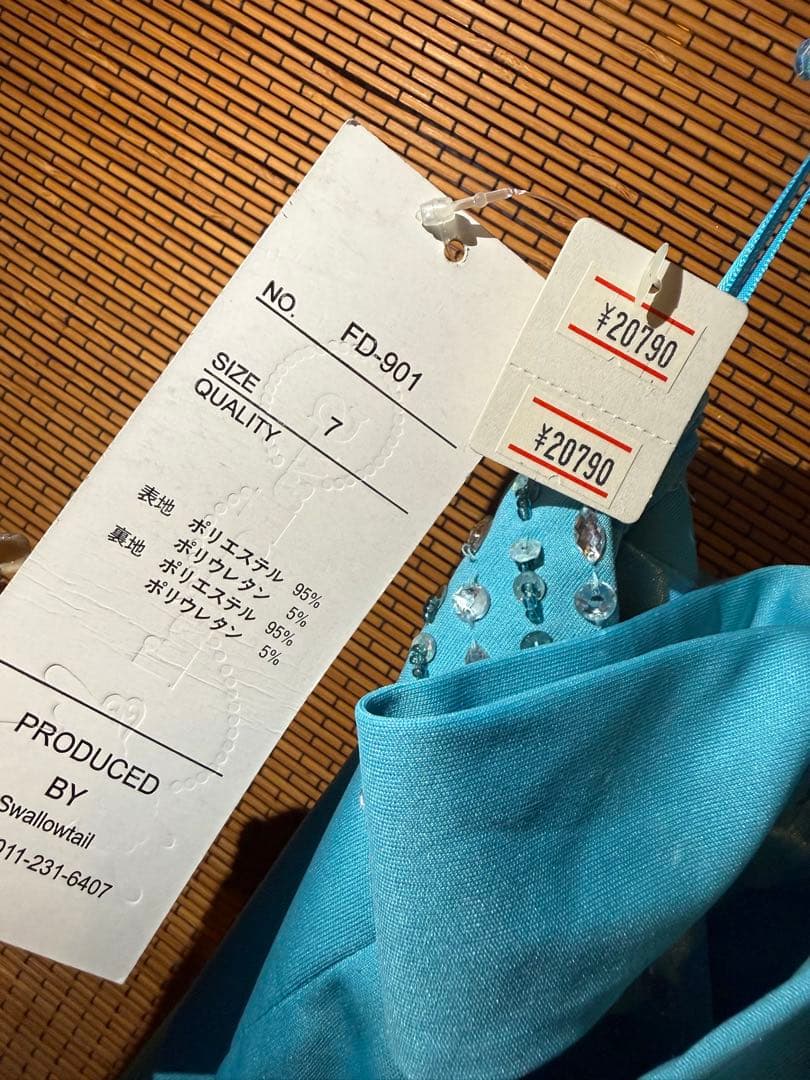 NO. FD-901
SIZE 7
QUALITY
表地 ポリエステル 95%
ポリウレタン 5%
裏地 ポリエステル 95%
ポリウレタン 5%
PRODUCED
BY
Swallowtail
011-231-6407
¥20790
¥20790